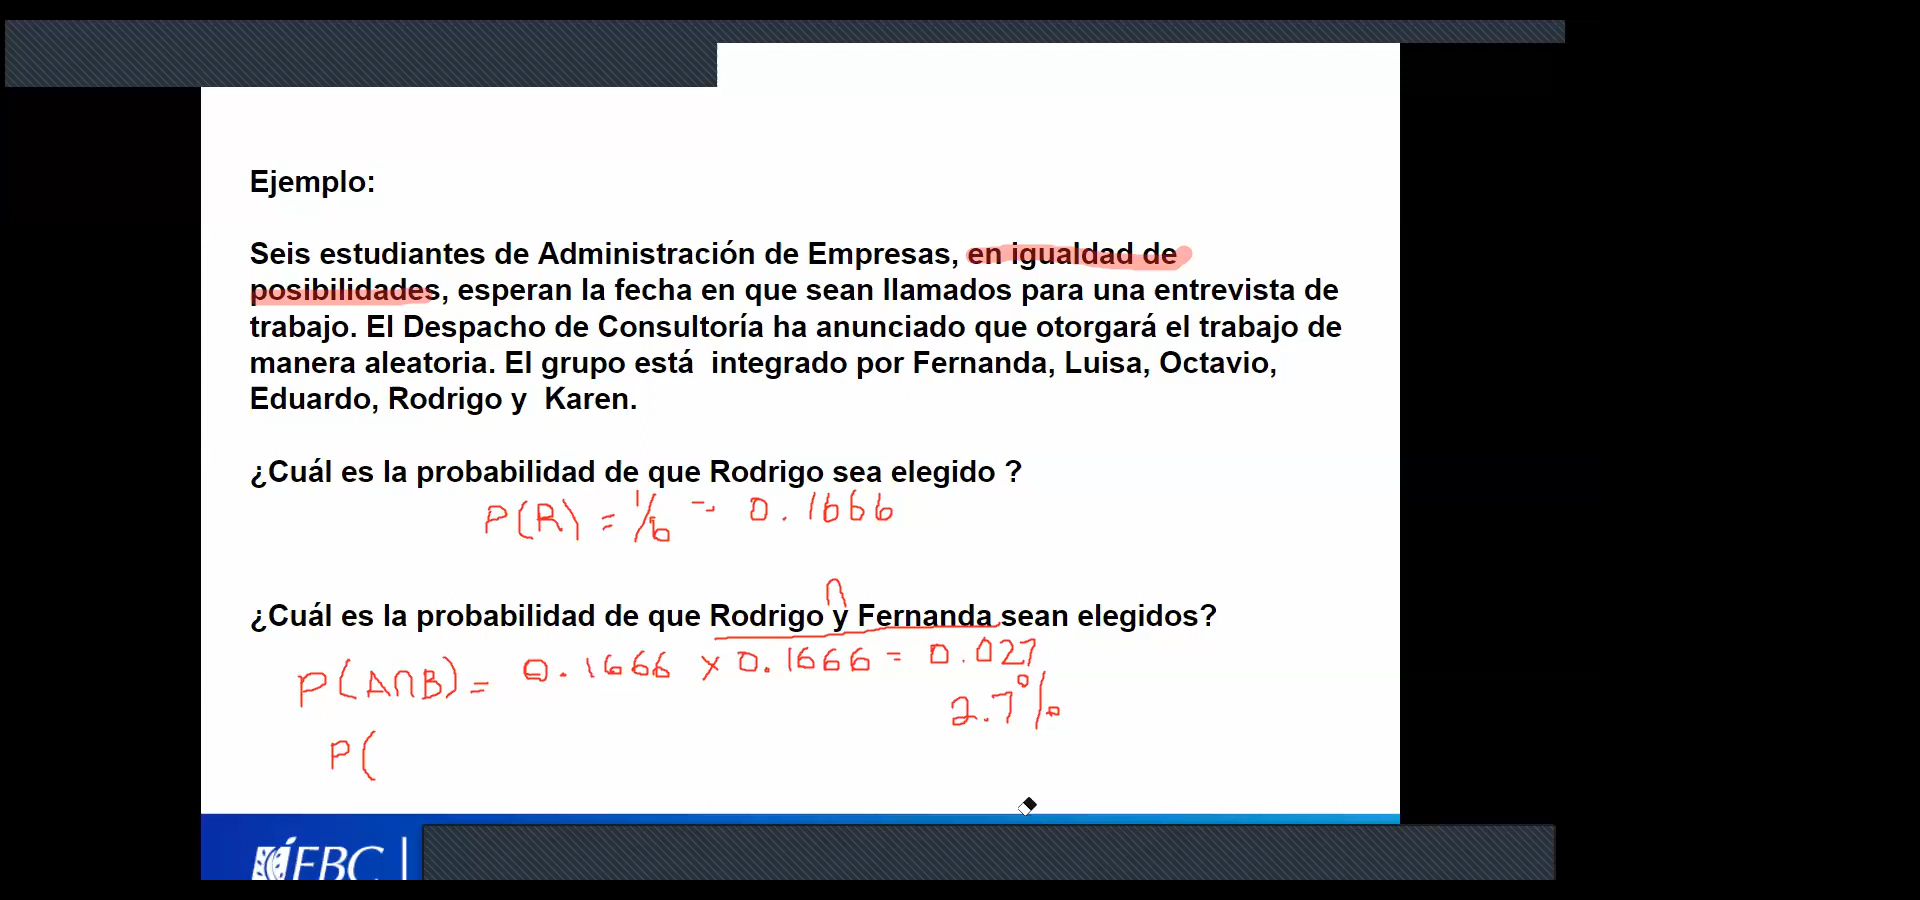 Ejemplo:
Seis estudiantes de Administración de Empresas, en igualdad de
posibilidades, esperan la fecha en que sean llamados para una entrevista de
trabajo. El Despacho de Consultoría ha anunciado que otorgará el trabajo de
manera aleatoria. El grupo está integrado por Fernanda, Luisa, Octavio,
Eduardo, Rodrigo y Karen.
¿Cuál es la probabilidad de que Rodrigo sea elegido ?
P(R) = 1/6 = 0.1666
∩
¿Cuál es la probabilidad de que Rodrigo y Fernanda sean elegidos?
P(A∩B) = 0.1666 x 0.1666 = 0.027
2.7%
P(
EBC